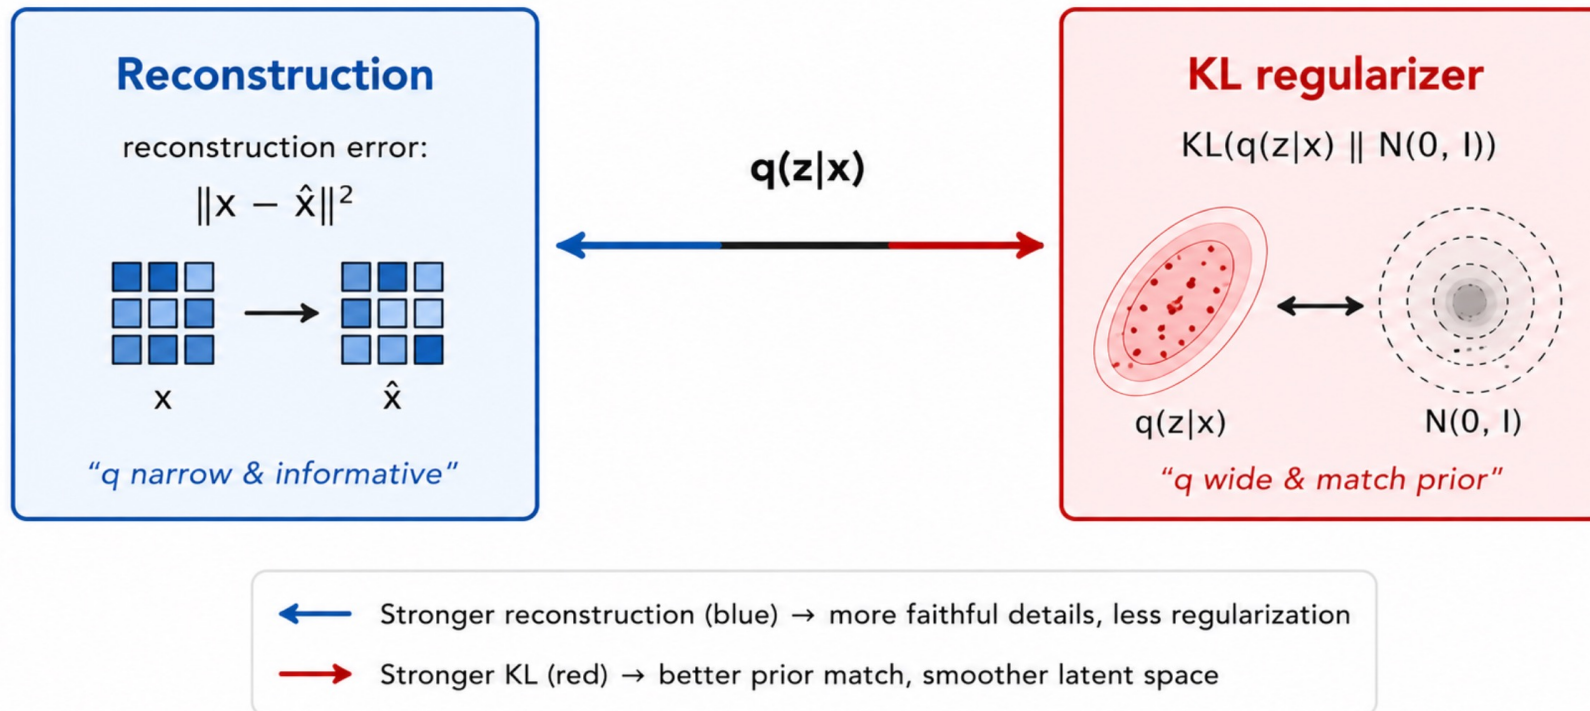 Reconstruction
reconstruction error:
‖x − x̂‖²
x
x̂
“q narrow & informative”
q(z|x)
KL regularizer
KL(q(z|x) ‖ N(0, I))
q(z|x)
N(0, I)
“q wide & match prior”
Stronger reconstruction (blue) → more faithful details, less regularization
Stronger KL (red) → better prior match, smoother latent space